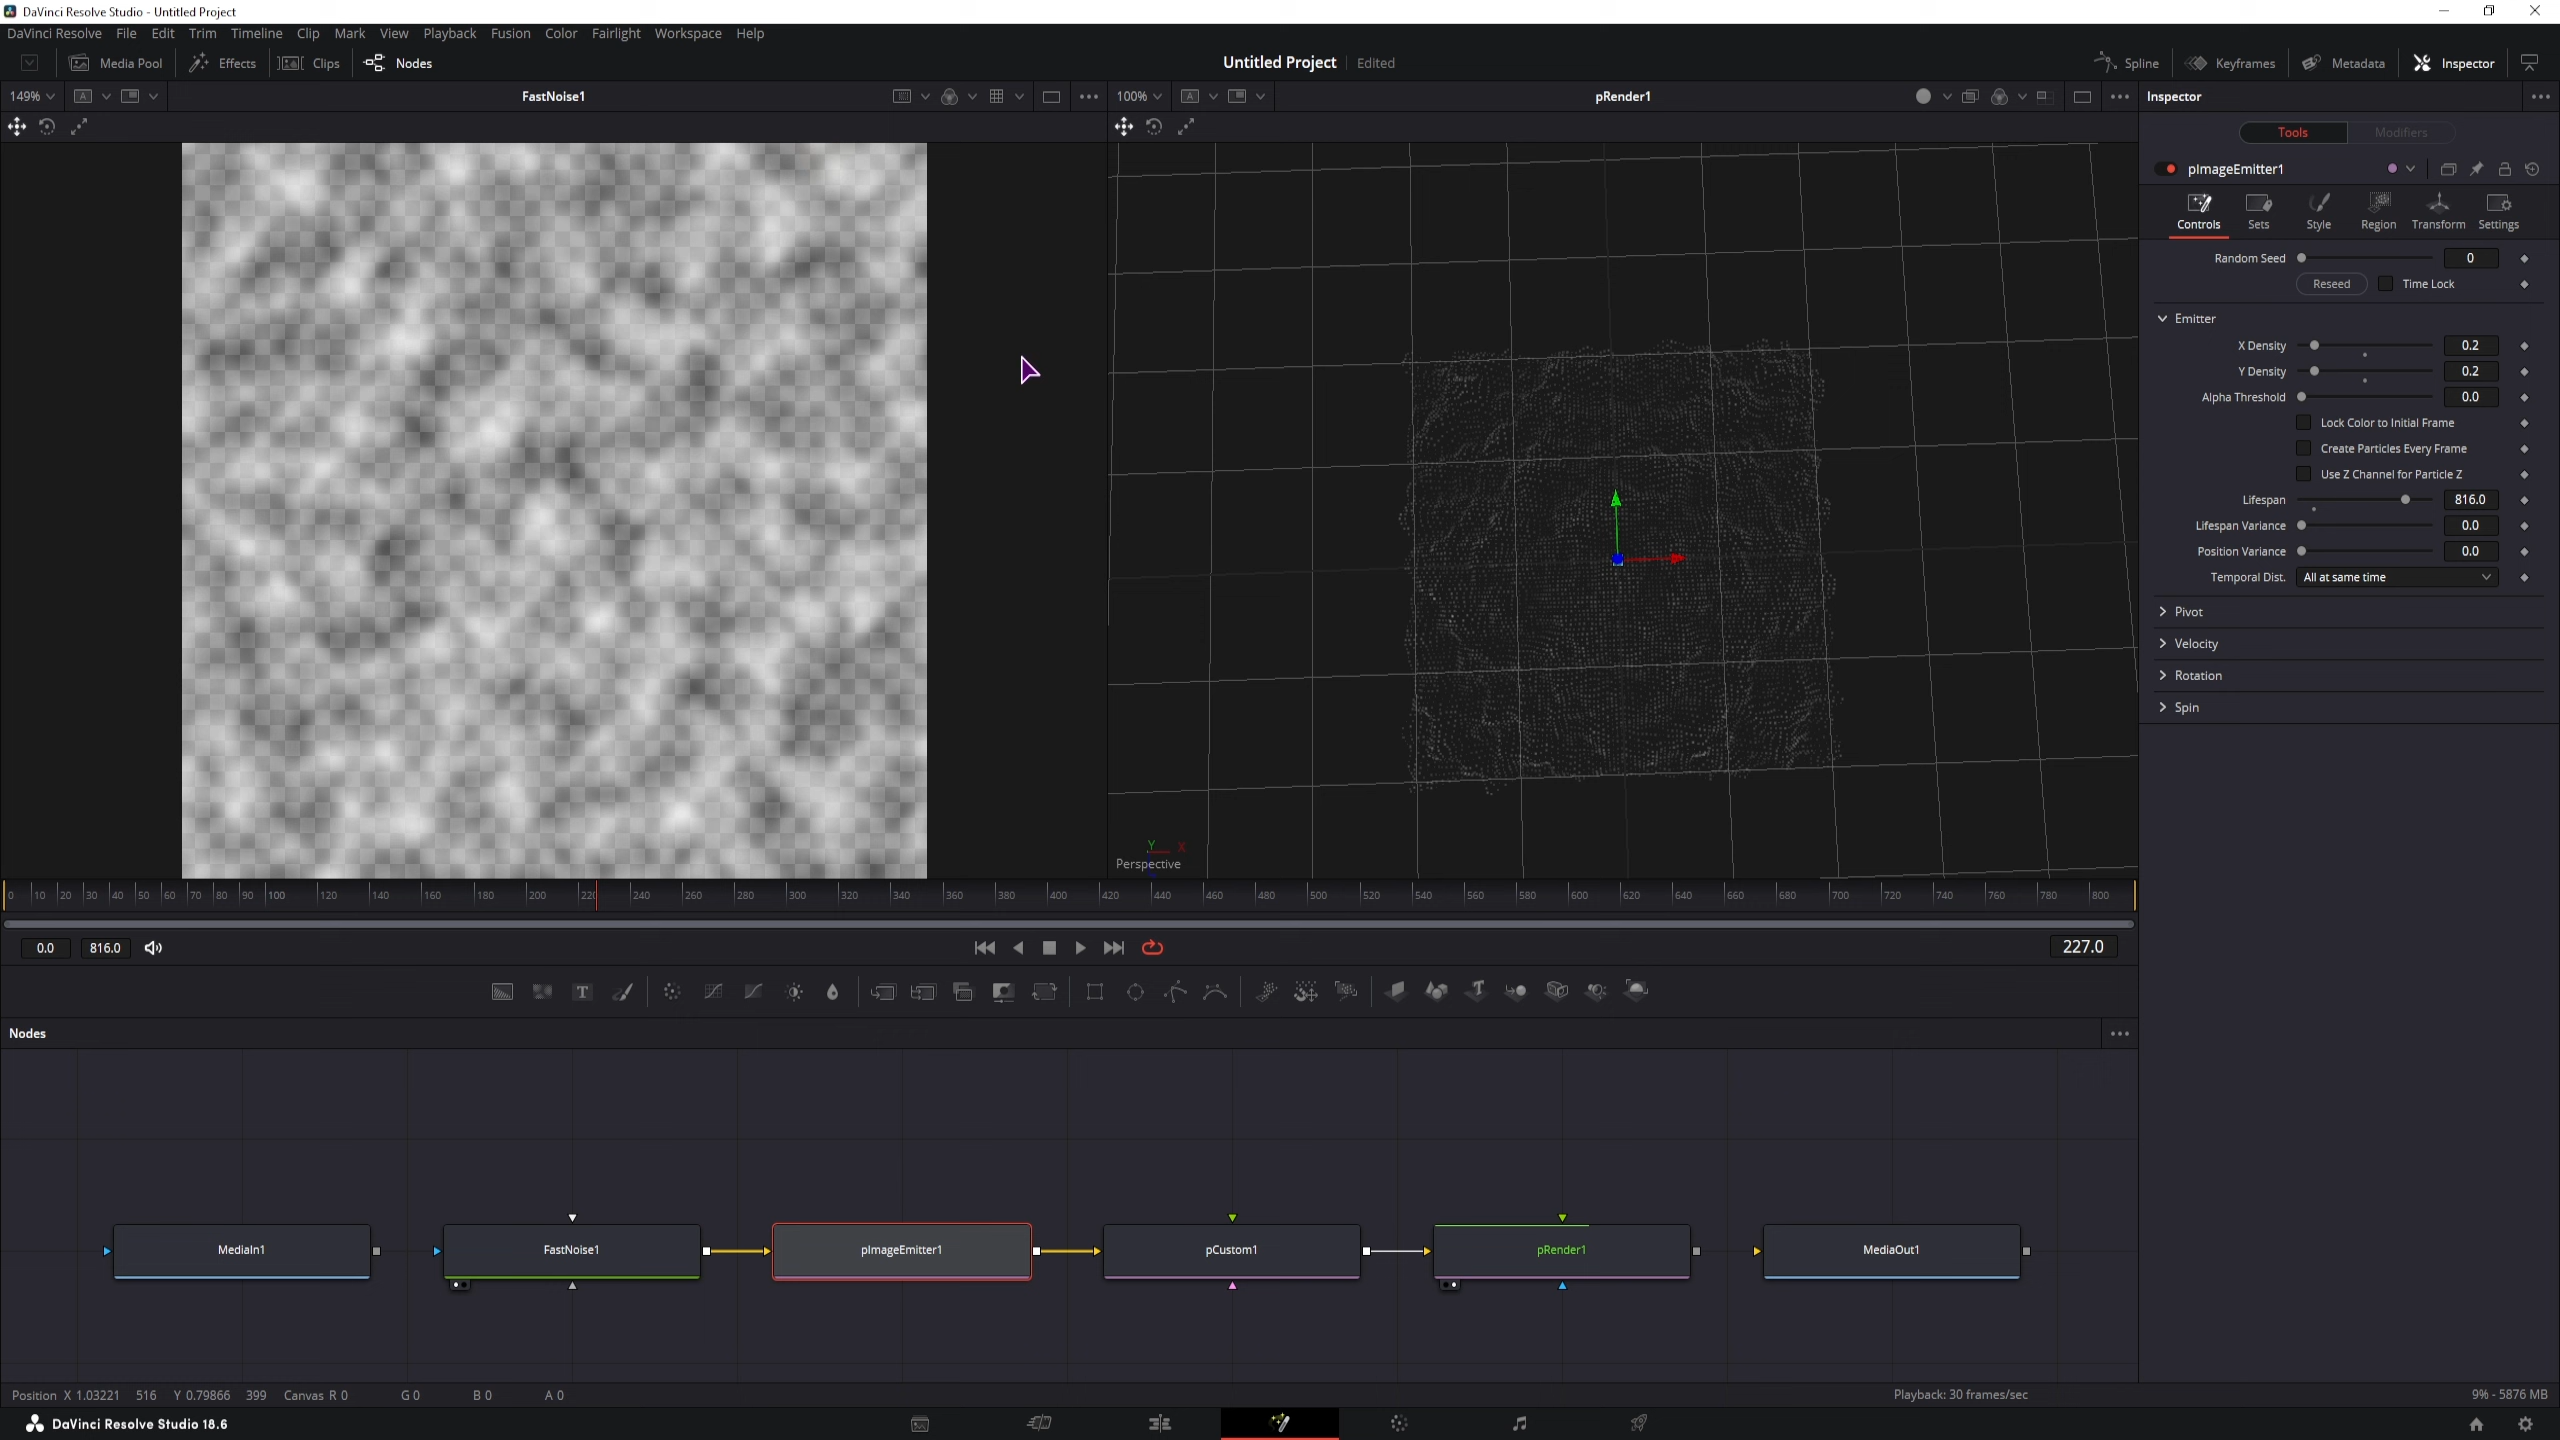 DaVinci Resolve Studio - Untitled Project
DaVinci Resolve File Edit Trim Timeline Clip Mark View Playback Fusion Color Fairlight Workspace Help
Media Pool Effects Clips Nodes Untitled Project Edited Spline Keyframes Metadata Inspector
149% A FastNoise1 100% A pRender1 Inspector
Tools Modifiers
pImageEmitter1
Controls Sets Style Region Transform Settings
Random Seed 0
Reseed Time Lock
Emitter
X Density 0.2
Y Density 0.2
Alpha Threshold 0.0
Lock Color to Initial Frame
Create Particles Every Frame
Use Z Channel for Particle Z
Lifespan 816.0
Lifespan Variance 0.0
Position Variance 0.0
Temporal Dist. All at same time
Pivot
Velocity
Rotation
Spin
Y X
Perspective
0 10 20 30 40 50 60 70 80 90 100 120 140 160 180 200 220 240 260 280 300 320 340 360 380 400 420 440 460 480 500 520 540 560 580 600 620 640 660 680 700 720 740 760 780 800
0.0 816.0 227.0
T T
Nodes
MediaIn1 FastNoise1 pImageEmitter1 pCustom1 pRender1 MediaOut1
Position X 1.03221 516 Y 0.79866 399 Canvas R 0 G 0 B 0 A 0 Playback: 30 frames/sec 9% - 5876 MB
DaVinci Resolve Studio 18.6